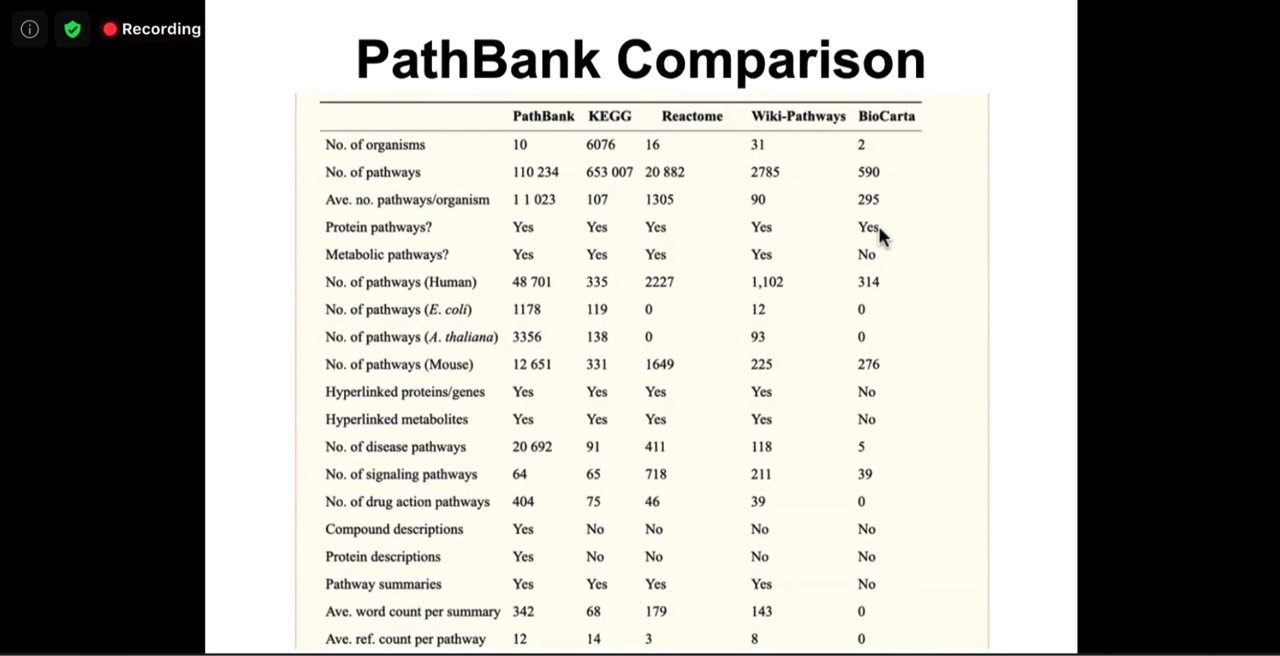 Recording
PathBank Comparison
PathBank KEGG Reactome Wiki-Pathways BioCarta
No. of organisms 10 6076 16 31 2
No. of pathways 110 234 653 007 20 882 2785 590
Ave. no. pathways/organism 1 1 023 107 1305 90 295
Protein pathways? Yes Yes Yes Yes Yes
Metabolic pathways? Yes Yes Yes Yes No
No. of pathways (Human) 48 701 335 2227 1,102 314
No. of pathways (E. coli) 1178 119 0 12 0
No. of pathways (A. thaliana) 3356 138 0 93 0
No. of pathways (Mouse) 12 651 331 1649 225 276
Hyperlinked proteins/genes Yes Yes Yes Yes No
Hyperlinked metabolites Yes Yes Yes Yes No
No. of disease pathways 20 692 91 411 118 5
No. of signaling pathways 64 65 718 211 39
No. of drug action pathways 404 75 46 39 0
Compound descriptions Yes No No No No
Protein descriptions Yes No No No No
Pathway summaries Yes Yes Yes Yes No
Ave. word count per summary 342 68 179 143 0
Ave. ref. count per pathway 12 14 3 8 0